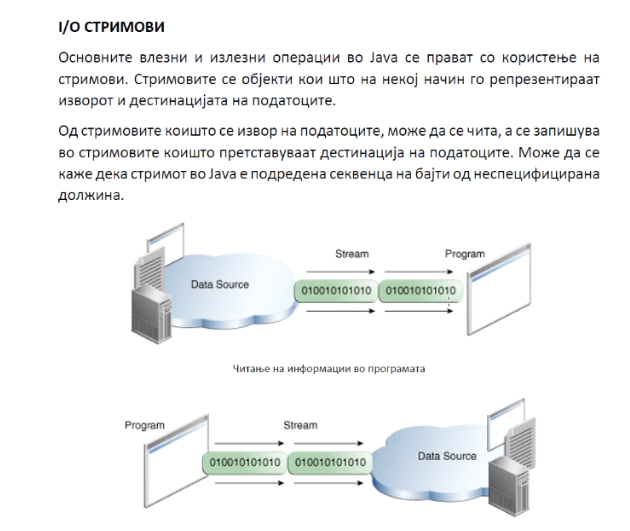 I/O СТРИМОВИ
Основните влезни и излезни операции во Java се прават со користење на
стримови. Стримовите се објекти кои што на некој начин го репрезентираат
изворот и дестинацијата на податоците.
Од стримовите коишто се извор на податоците, може да се чита, а се запишува
во стримовите коишто претставуваат дестинација на податоците. Може да се
каже дека стримот во Java е подредена секвенца на бајти од неспецифицирана
должина.
Stream Program
Data Source
010010101010 010010101010
Читање на информации во програмата
Program Stream
Data Source
010010101010 010010101010